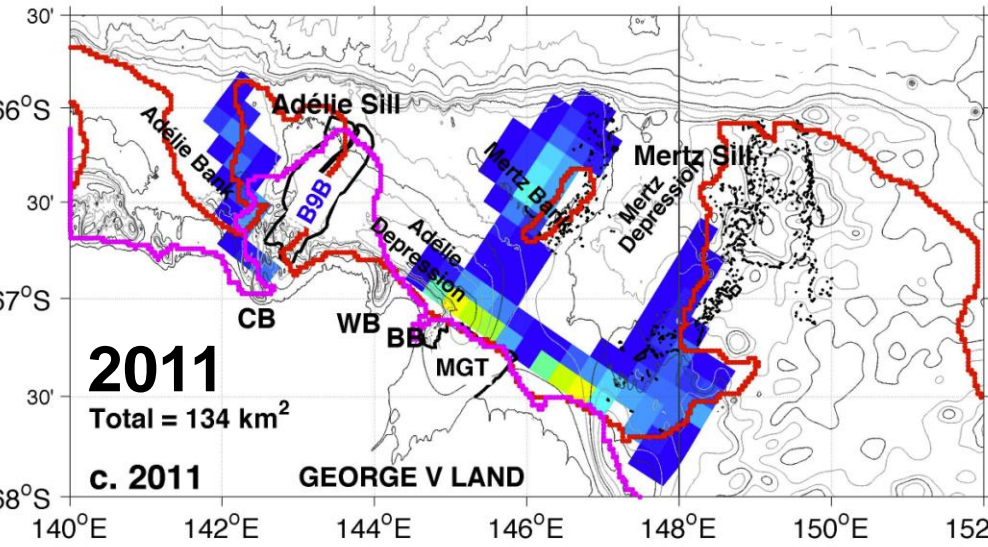 30'
66°S
Adélie Sill
Adélie Bank
Mertz Bank
Mertz Sill
Mertz
Depression
30'
B9B
Adélie
Depression
67°S
CB
WB
BB
MGT
2011
Total = 134 km²
30'
c. 2011
GEORGE V LAND
68°S
140°E
142°E
144°E
146°E
148°E
150°E
152